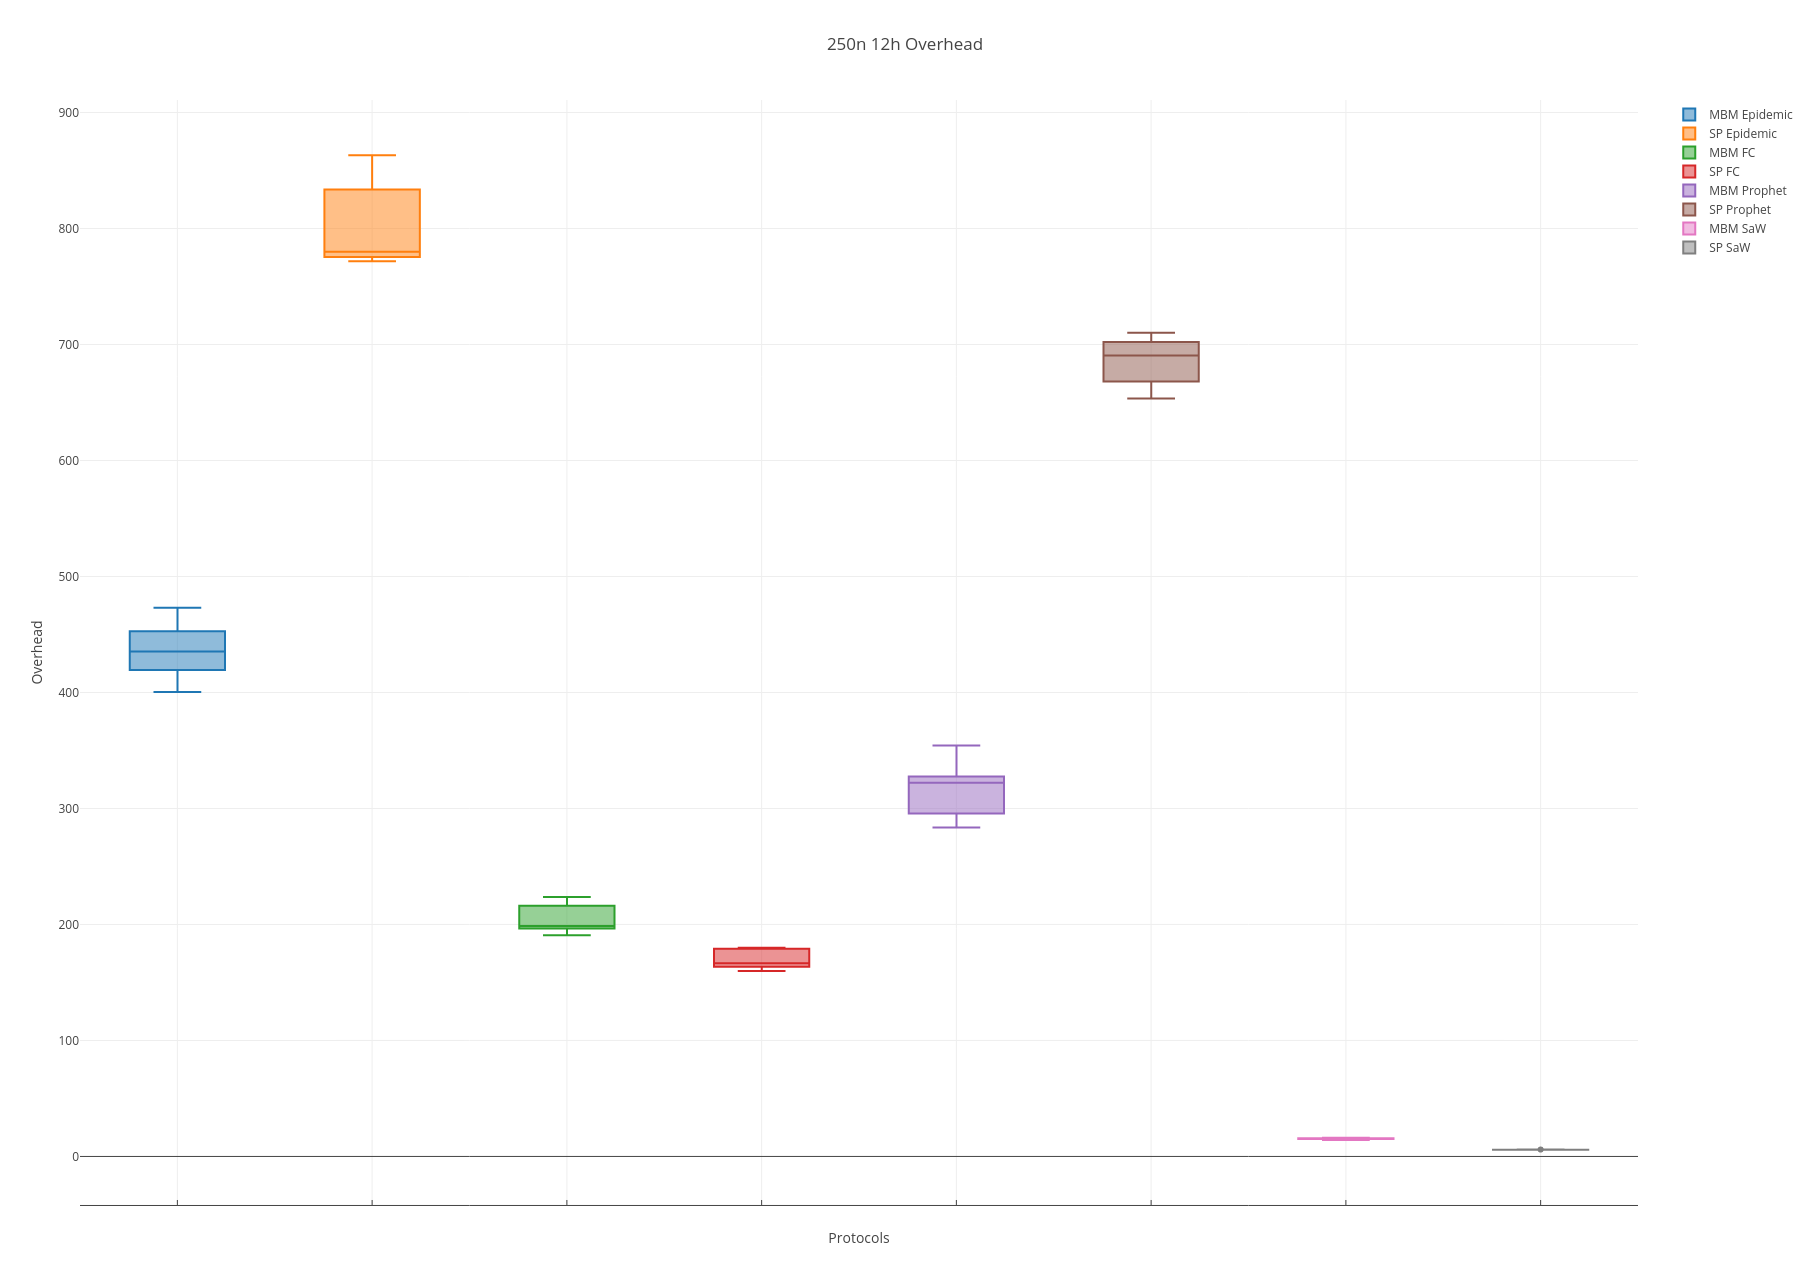 250n 12h Overhead
900
800
700
600
500
400
300
200
100
0
Overhead
Protocols
MBM Epidemic
SP Epidemic
MBM FC
SP FC
MBM Prophet
SP Prophet
MBM SaW
SP SaW